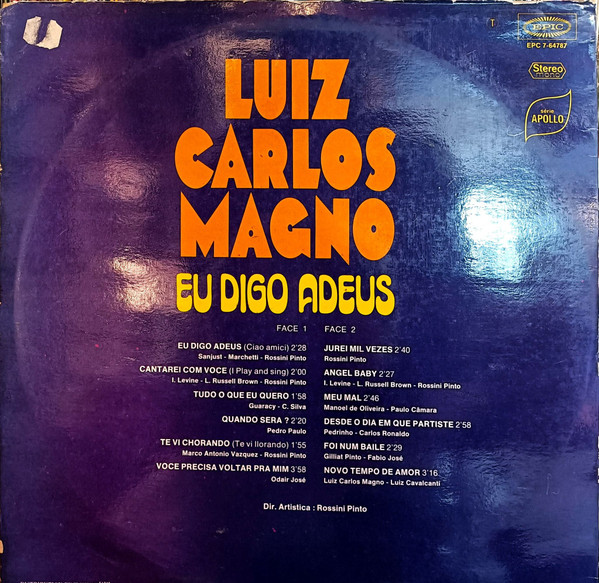 T
EPIC
EPC 7-64787
Stereo
mono
série
APOLLO
LUIZ
CARLOS
MAGNO
EU DIGO ADEUS
FACE 1
EU DIGO ADEUS (Ciao amici) 2'28
Sanjust - Marchetti - Rossini Pinto
CANTAREI COM VOCE (I Play and sing) 2'00
I. Levine - L. Russell Brown - Rossini Pinto
TUDO O QUE EU QUERO 1'58
Guaracy - C. Silva
QUANDO SERA ? 2'20
Pedro Paulo
TE VI CHORANDO (Te vi llorando) 1'55
Marco Antonio Vazquez - Rossini Pinto
VOCE PRECISA VOLTAR PRA MIM 3'58
Odair José
FACE 2
JUREI MIL VEZES 2'40
Rossini Pinto
ANGEL BABY 2'27
I. Levine - L. Russell Brown - Rossini Pinto
MEU MAL 2'46
Manoel de Oliveira - Paulo Câmara
DESDE O DIA EM QUE PARTISTE 2'58
Pedrinho - Carlos Ronaldo
FOI NUM BAILE 2'29
Gilliat Pinto - Fabio José
NOVO TEMPO DE AMOR 3'16
Luiz Carlos Magno - Luiz Cavalcanti
Dir. Artistica : Rossini Pinto